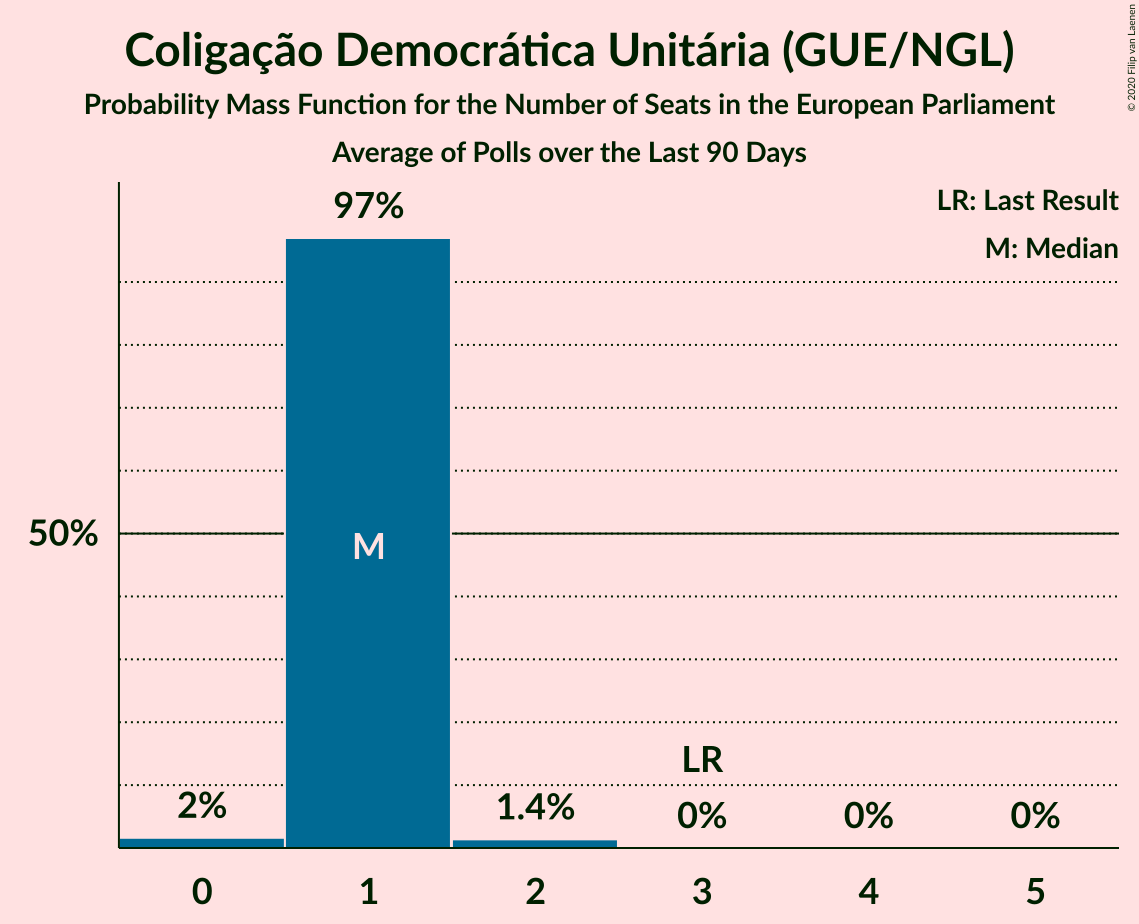 Coligação Democrática Unitária (GUE/NGL)
Probability Mass Function for the Number of Seats in the European Parliament
Average of Polls over the Last 90 Days
© 2020 Filip van Laenen
LR: Last Result
M: Median
97%
50%
M
LR
2%
1.4%
0%
0%
0%
0
1
2
3
4
5